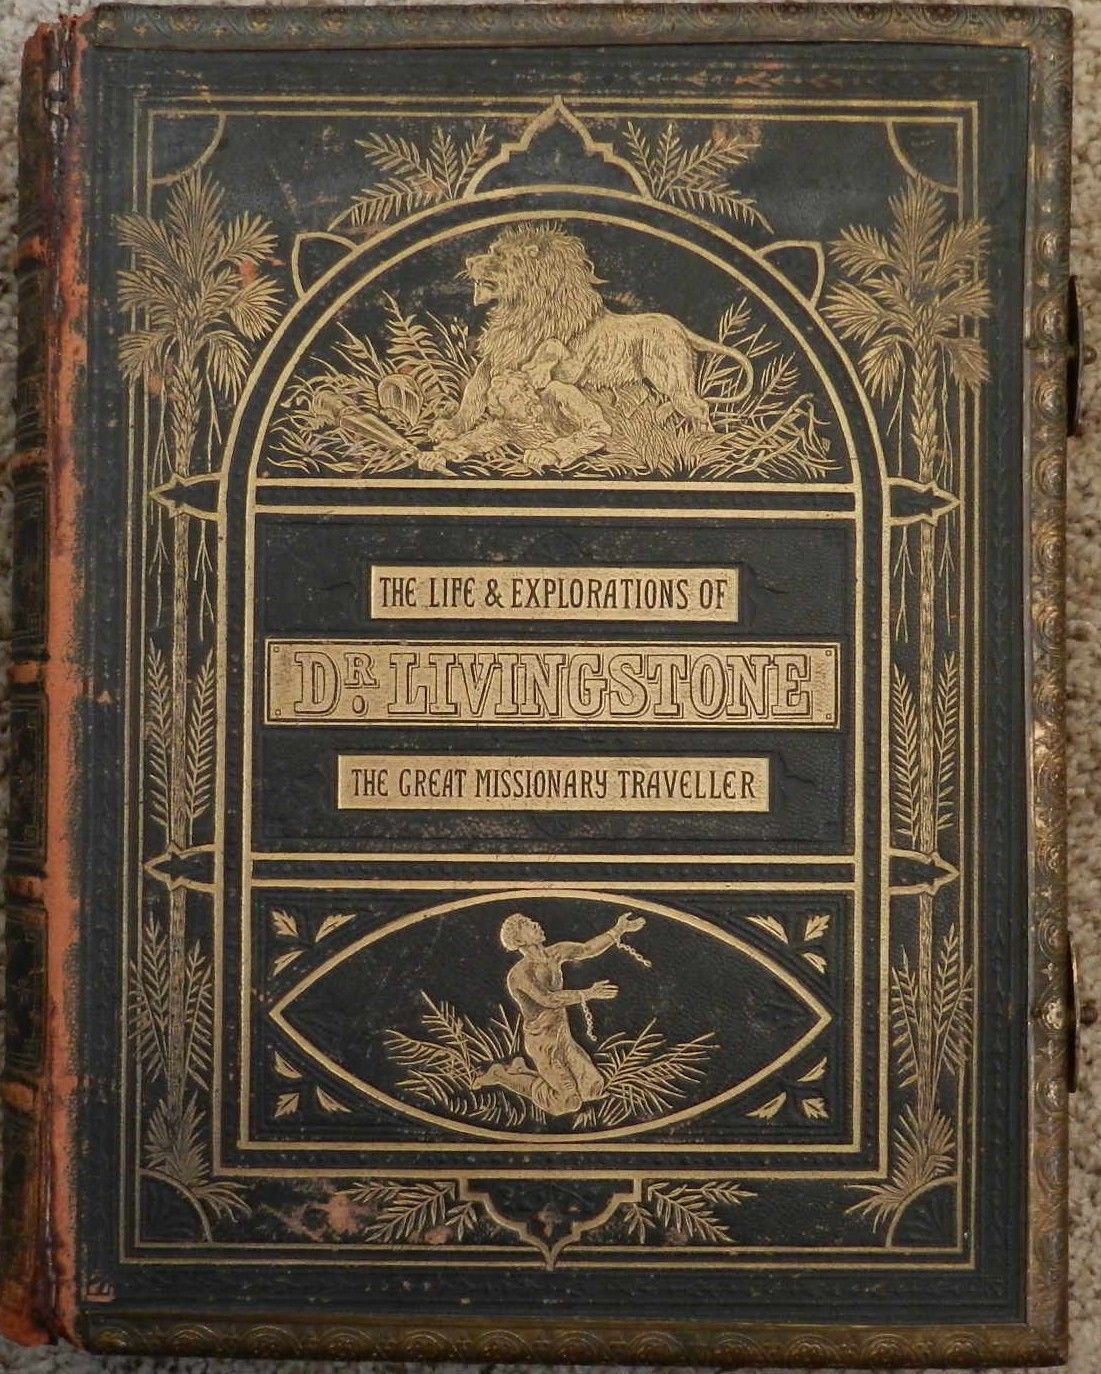 THE LIFE & EXPLORATIONS OF
DR. LIVINGSTONE
THE GREAT MISSIONARY TRAVELLER